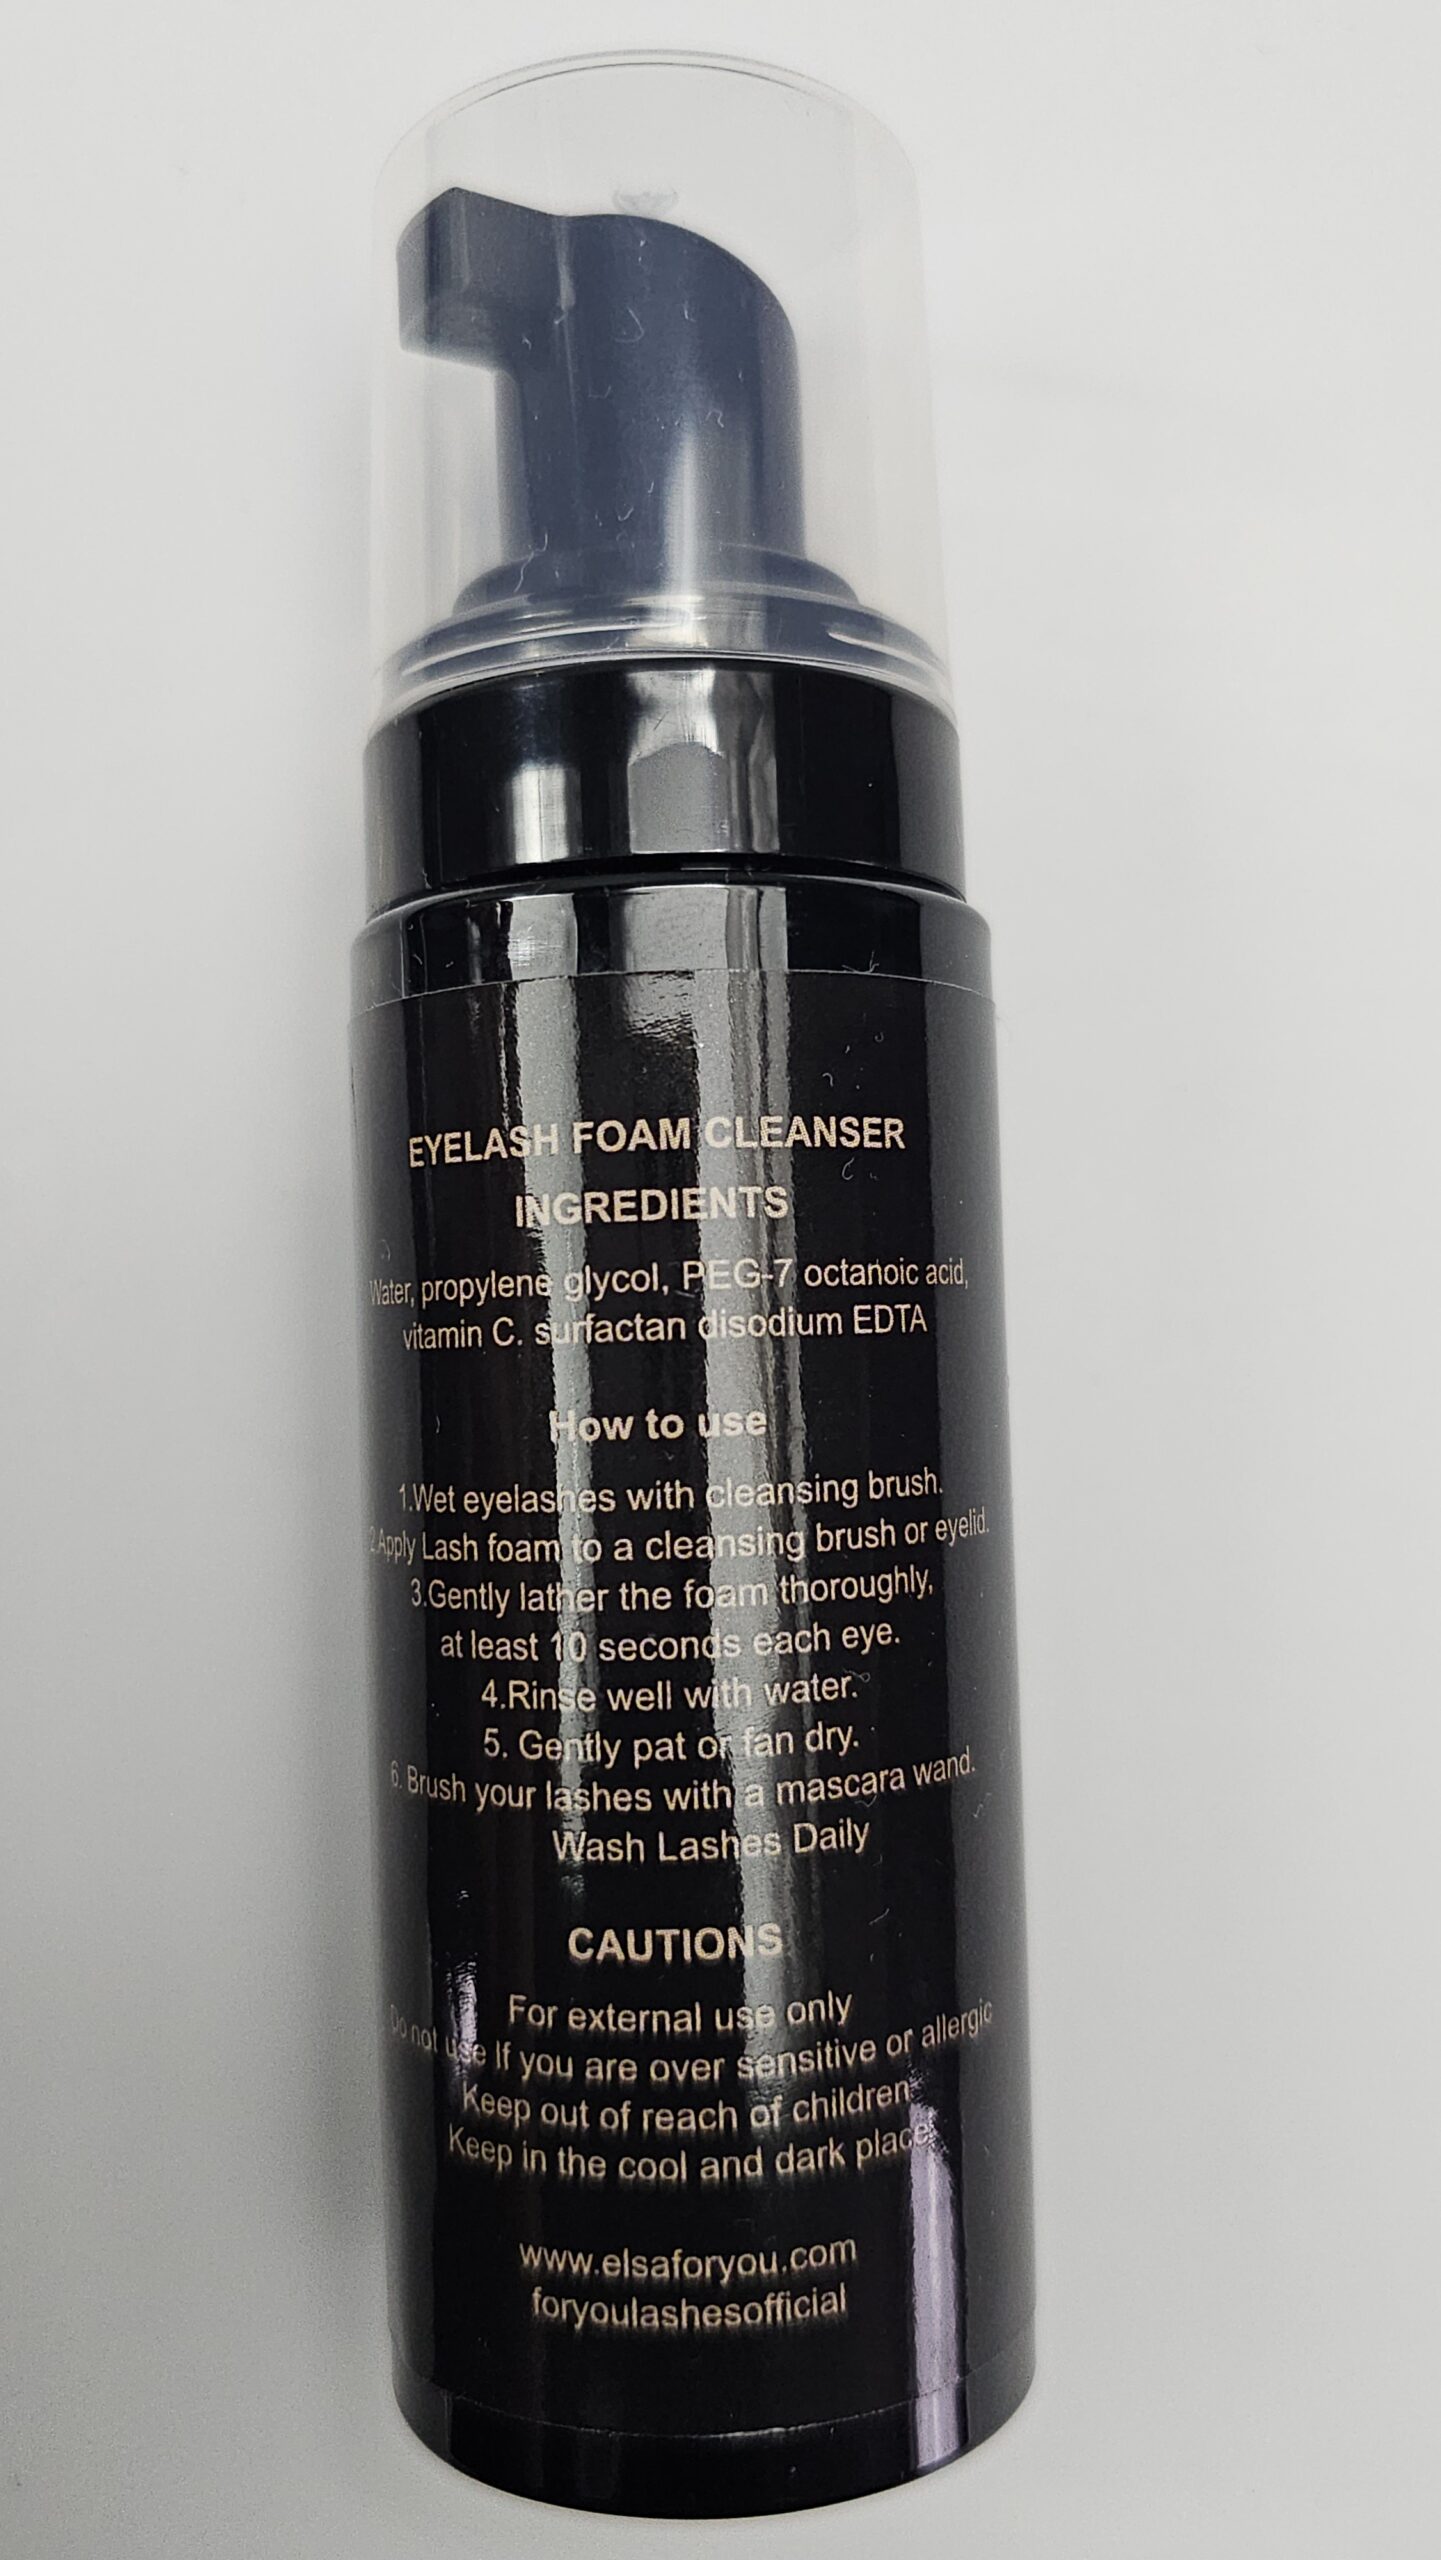 EYELASH FOAM CLEANSER
INGREDIENTS
Water, propylene glycol, PEG-7 octanoic acid,
vitamin C. surfactan disodium EDTA
How to use
1.Wet eyelashes with cleansing brush.
2.Apply Lash foam to a cleansing brush or eyelid.
3.Gently lather the foam thoroughly,
at least 10 seconds each eye.
4.Rinse well with water.
5. Gently pat or fan dry.
6. Brush your lashes with a mascara wand.
Wash Lashes Daily
CAUTIONS
For external use only
Do not use If you are over sensitive or allergic
Keep out of reach of children
Keep in the cool and dark place.
www.elsaforyou.com
foryoulashesofficial